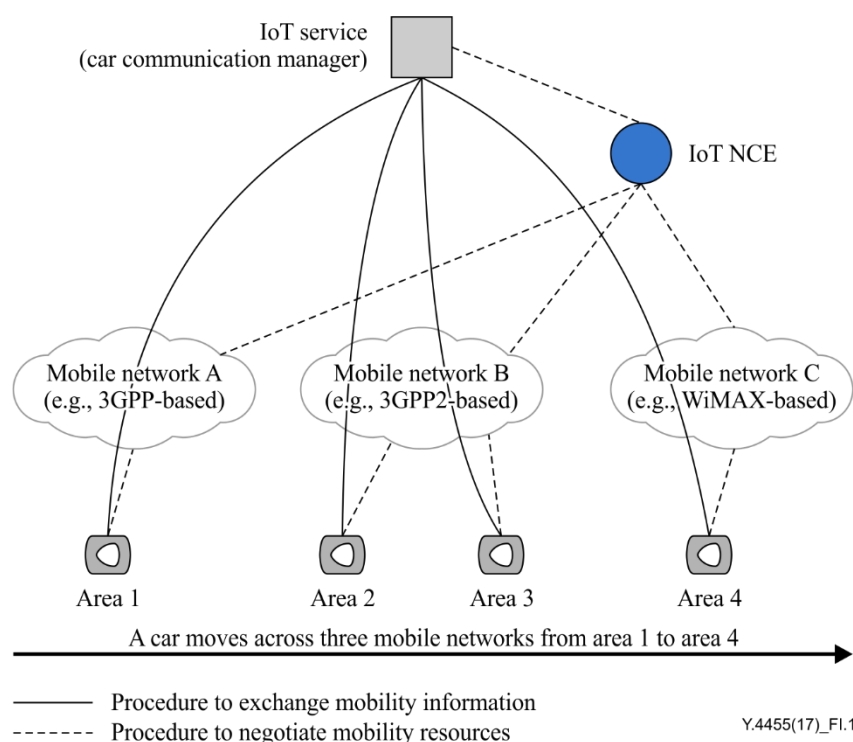 IoT service
(car communication manager)
IoT NCE
Mobile network A
(e.g., 3GPP-based)
Mobile network B
(e.g., 3GPP2-based)
Mobile network C
(e.g., WiMAX-based)
Area 1
Area 2
Area 3
Area 4
A car moves across three mobile networks from area 1 to area 4
Procedure to exchange mobility information
Procedure to negotiate mobility resources
Y.4455(17)_FI.1